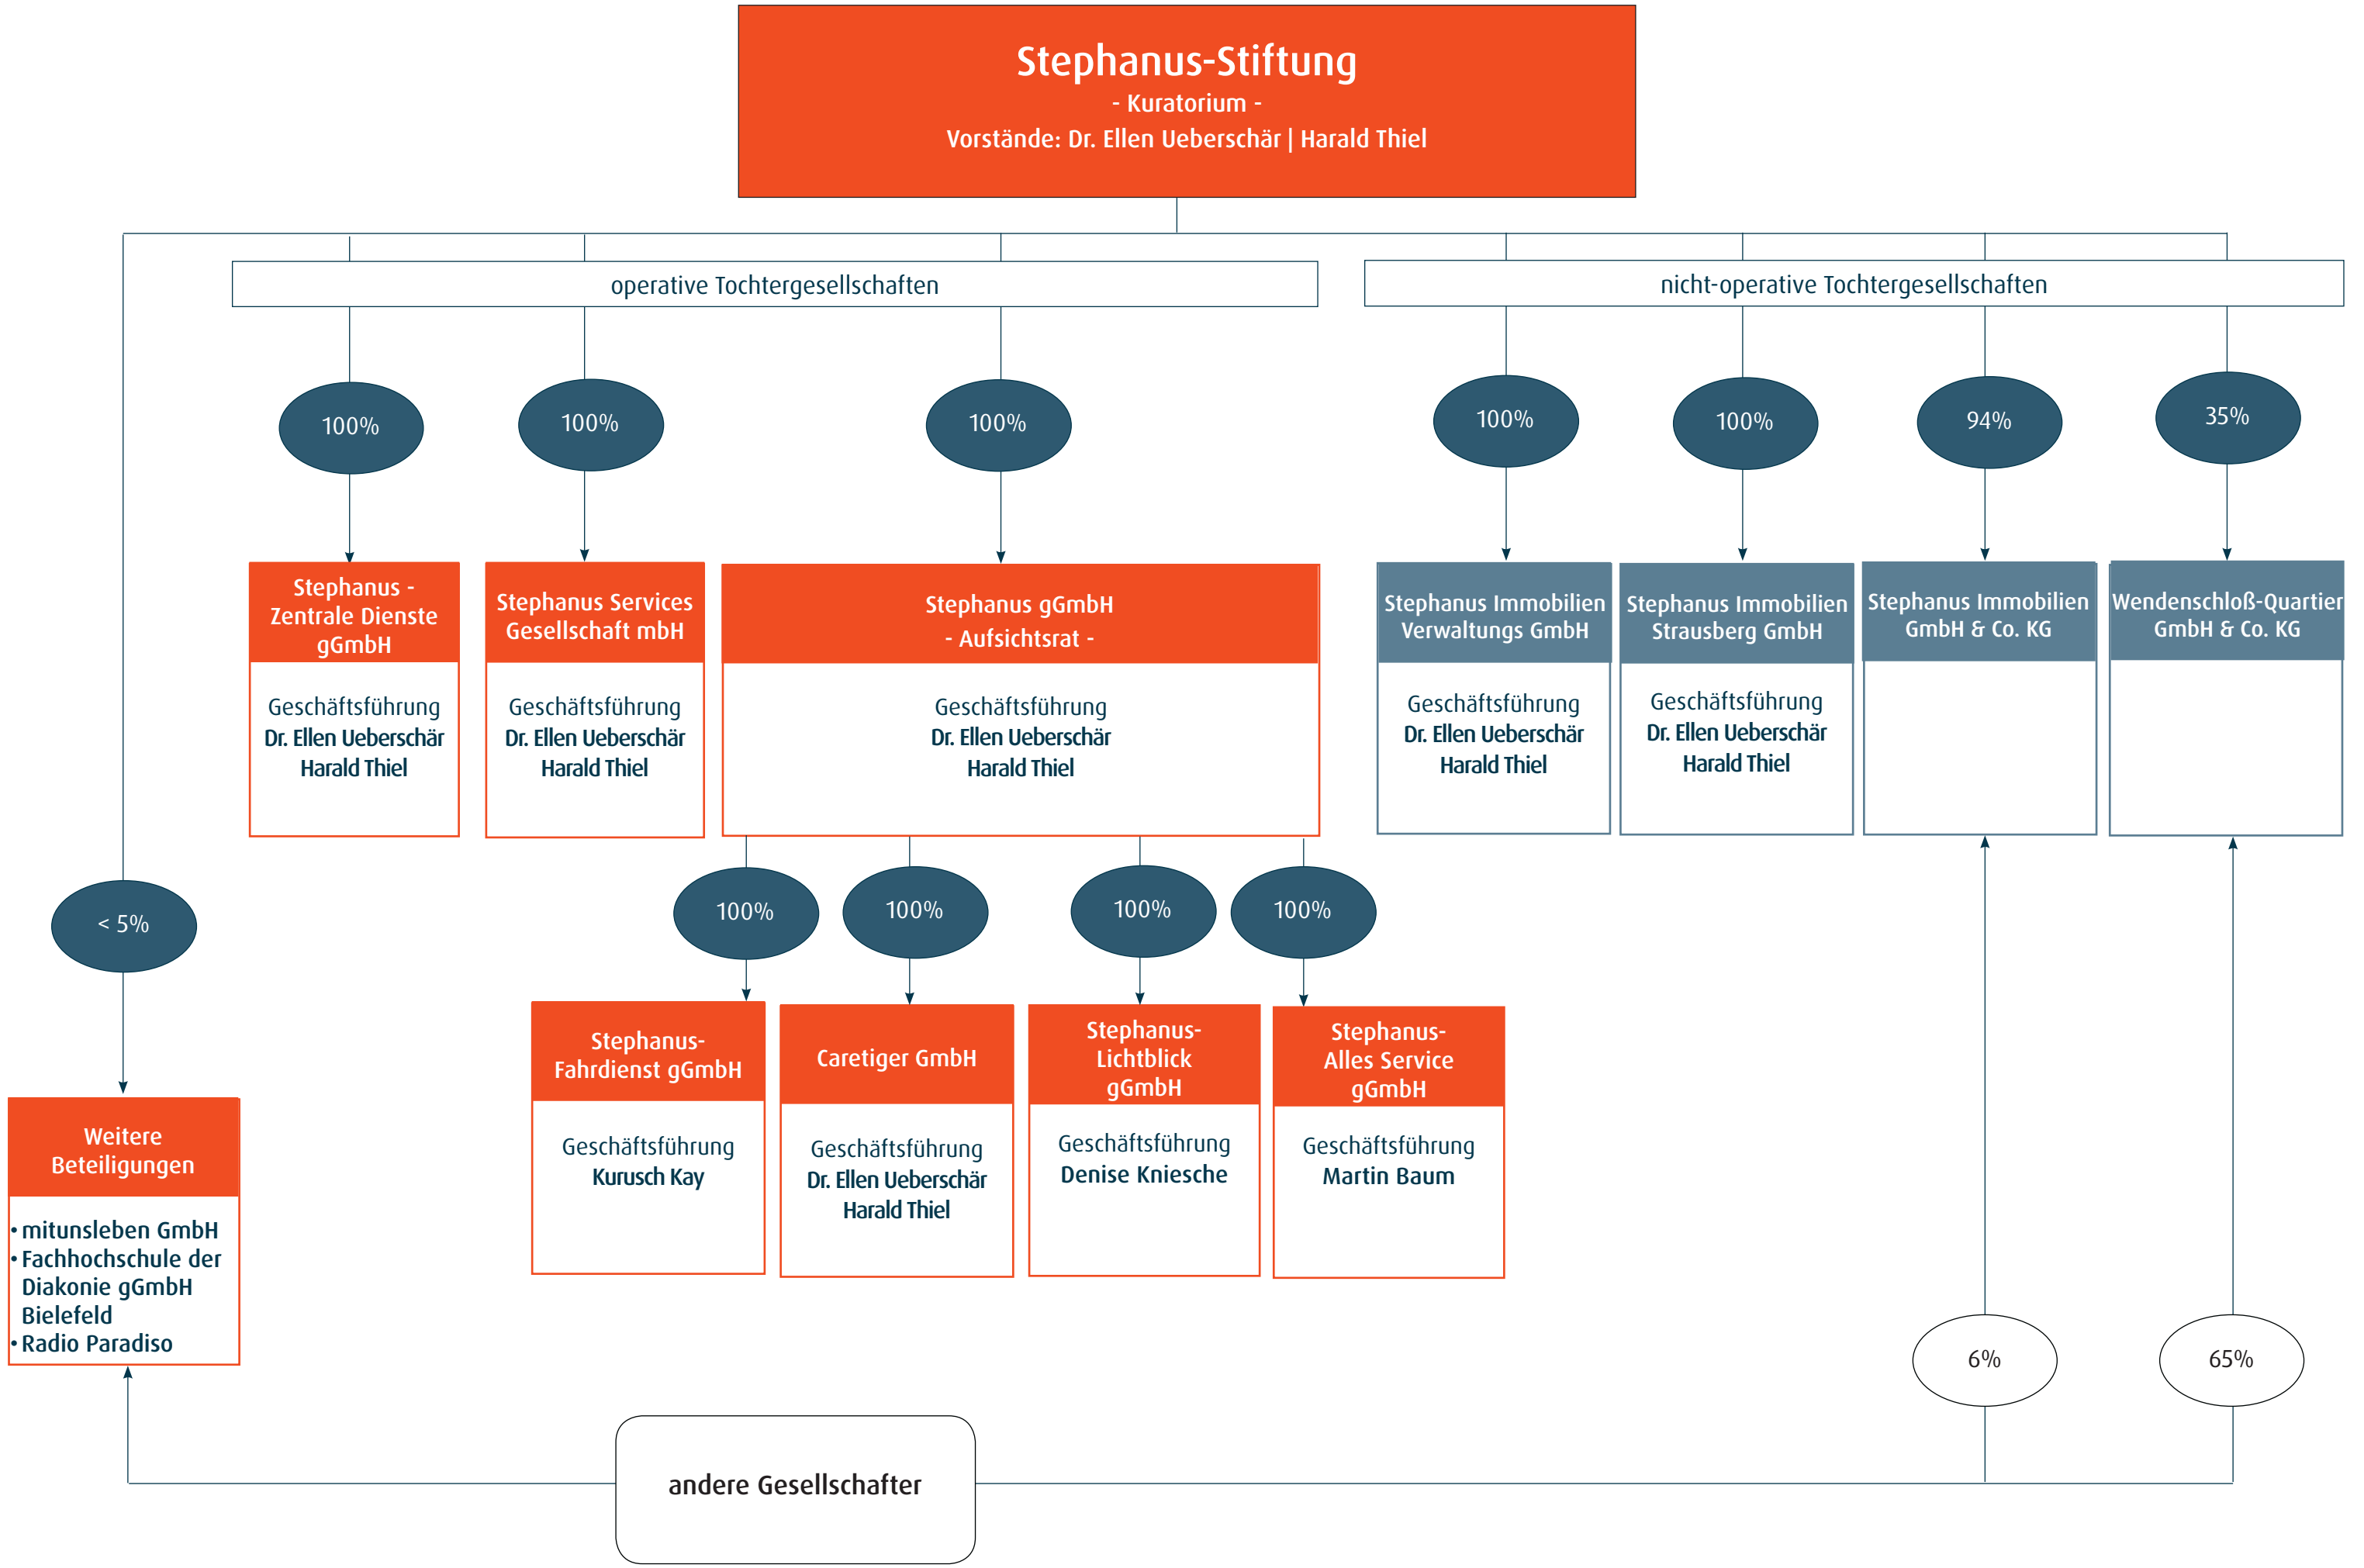 Stephanus-Stiftung
- Kuratorium -
Vorstände: Dr. Ellen Ueberschär | Harald Thiel
operative Tochtergesellschaften
nicht-operative Tochtergesellschaften
100%
100%
100%
100%
100%
94%
35%
Stephanus -
Zentrale Dienste
gGmbH
Geschäftsführung
Dr. Ellen Ueberschär
Harald Thiel
Stephanus Services
Gesellschaft mbH
Geschäftsführung
Dr. Ellen Ueberschär
Harald Thiel
Stephanus gGmbH
- Aufsichtsrat -
Geschäftsführung
Dr. Ellen Ueberschär
Harald Thiel
Stephanus Immobilien
Verwaltungs GmbH
Geschäftsführung
Dr. Ellen Ueberschär
Harald Thiel
Stephanus Immobilien
Strausberg GmbH
Geschäftsführung
Dr. Ellen Ueberschär
Harald Thiel
Stephanus Immobilien
GmbH & Co. KG
Wendenschloß-Quartier
GmbH & Co. KG
< 5%
100%
100%
100%
100%
Stephanus-
Fahrdienst gGmbH
Geschäftsführung
Kurusch Kay
Caretiger GmbH
Geschäftsführung
Dr. Ellen Ueberschär
Harald Thiel
Stephanus-
Lichtblick
gGmbH
Geschäftsführung
Denise Kniesche
Stephanus-
Alles Service
gGmbH
Geschäftsführung
Martin Baum
Weitere
Beteiligungen
• mitunsleben GmbH
• Fachhochschule der
Diakonie gGmbH
Bielefeld
• Radio Paradiso
6%
65%
andere Gesellschafter